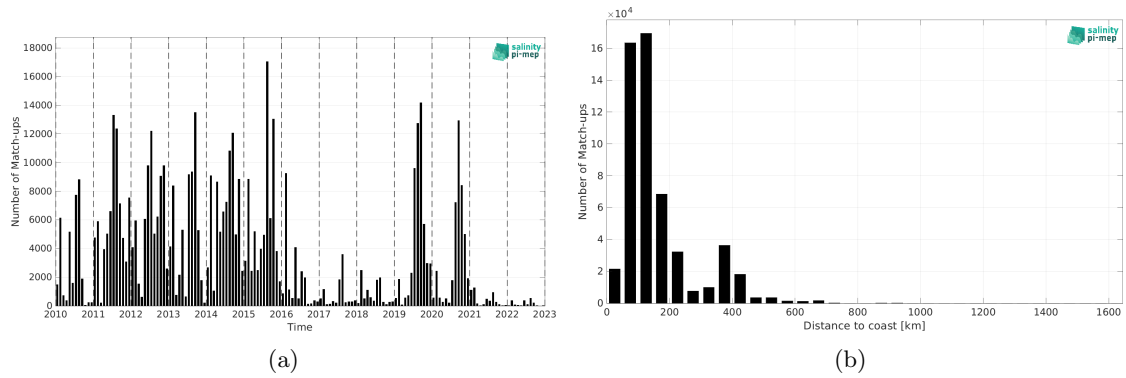 18000
16000
14000
12000
10000
8000
6000
4000
2000
0
Number of Match-ups
2010 2011 2012 2013 2014 2015 2016 2017 2018 2019 2020 2021 2022 2023
Time
salinity
pi-mep
(a)
×10⁴
16
14
12
10
8
6
4
2
0
Number of Match-ups
0 200 400 600 800 1000 1200 1400 1600
Distance to coast [km]
salinity
pi-mep
(b)